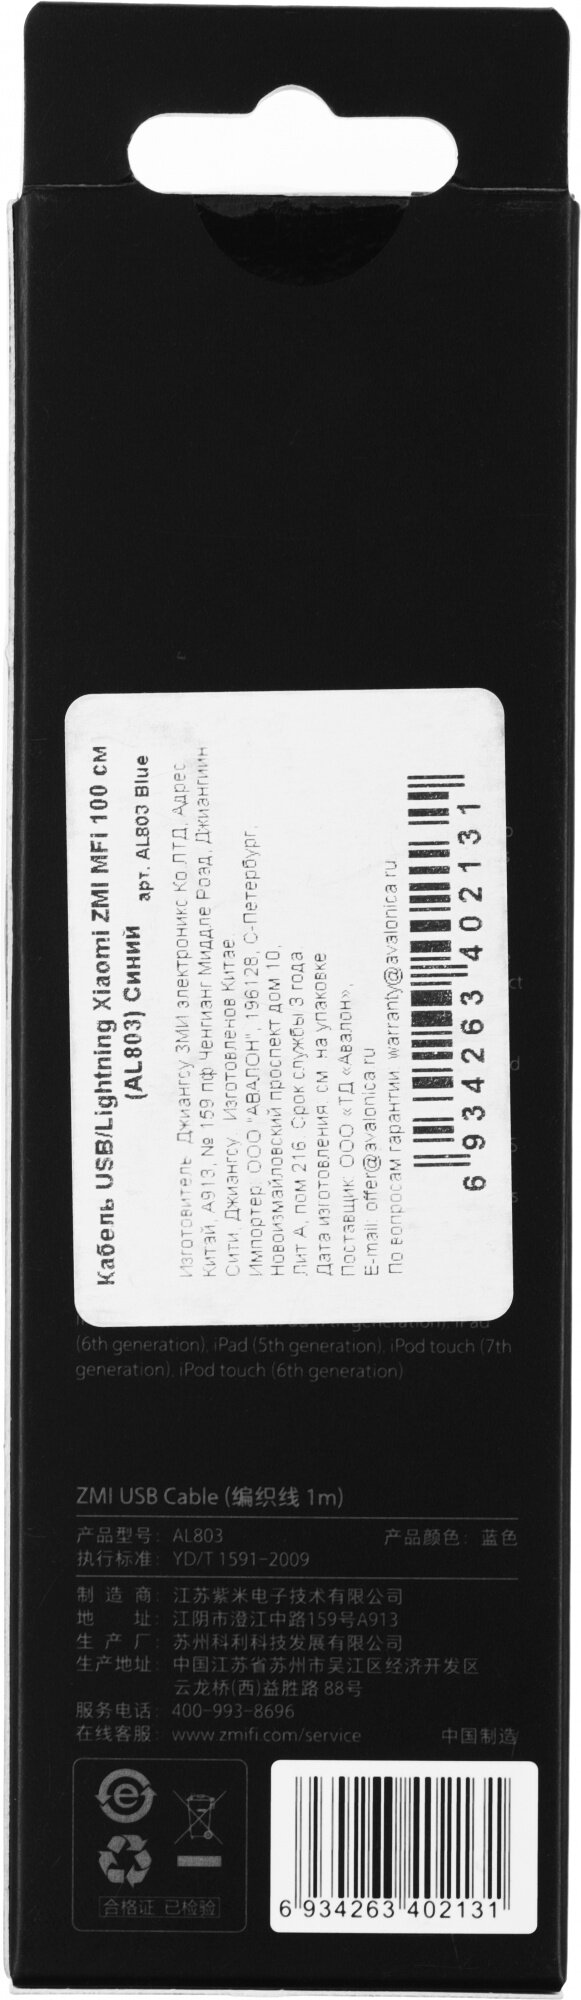 Кабель USB/Lightning Xiaomi ZMI MFi 100 см
(AL803) Синий
арт. AL803 Blue
Изготовитель: Джиангсу ЗМИ электроникс Ко.ЛТД, Адрес:
Китай, А913, № 159 пф Ченгианг Миддле Роэд, Джиангиин
Сити, Джиангсу, Изготовленов Китае.
Импортер: ООО "АВАЛОН", 196128, С-Петербург,
Новоизмайловский проспект дом 10,
Лит А, пом 216. Срок службы 3 года.
Дата изготовления: см. на упаковке
Поставщик: ООО «ТД «Авалон»,
E-mail: offer@avalonica.ru
По вопросам гарантии: warranty@avalonica.ru
6 934263 402131
(6th generation), iPad (5th generation), iPod touch (7th
generation), iPod touch (6th generation)
ZMI USB Cable (编织线 1m)
产品型号: AL803 产品颜色: 蓝色
执行标准: YD/T 1591-2009
制造商: 江苏紫米电子技术有限公司
地址: 江阴市澄江中路159号A913
生产厂: 苏州科利科技发展有限公司
生产地址: 中国江苏省苏州市吴江区经济开发区
云龙桥(西)益胜路 88号
服务电话: 400-993-8696
在线客服: www.zmifi.com/service 中国制造
合格证 已检验
6 934263 402131